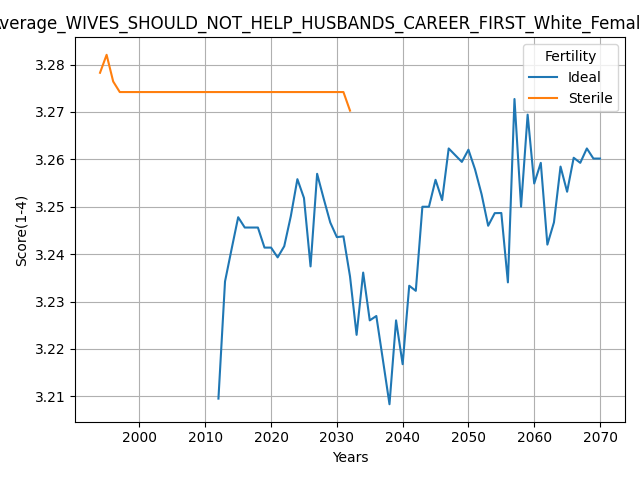 verage_WIVES_SHOULD_NOT_HELP_HUSBANDS_CAREER_FIRST_White_Femal
Fertility
Ideal
Sterile
Score(1-4)
3.28
3.27
3.26
3.25
3.24
3.23
3.22
3.21
2000 2010 2020 2030 2040 2050 2060 2070
Years